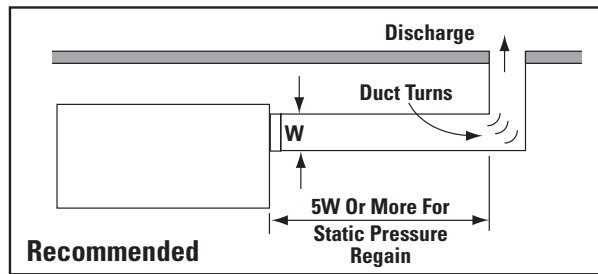 Discharge
Duct Turns
W
5W Or More For
Static Pressure
Regain
Recommended